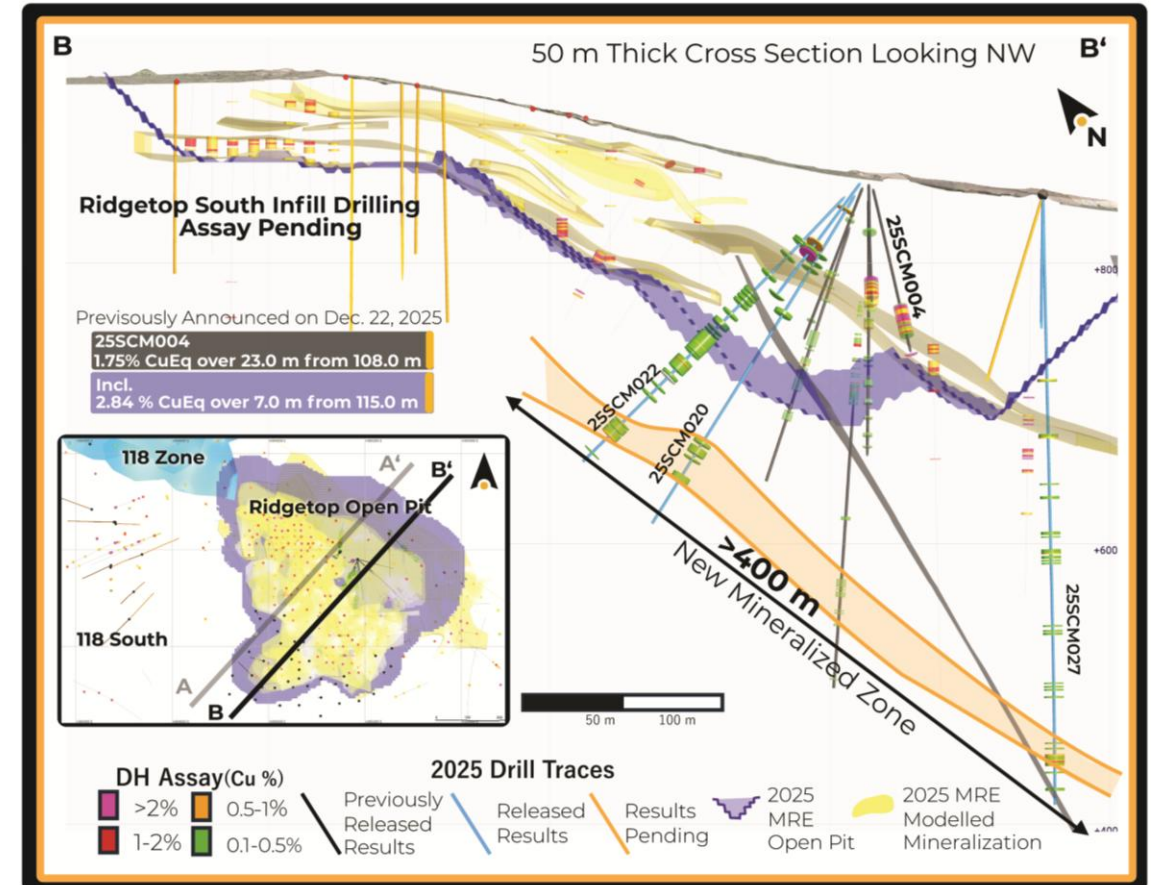 B
50 m Thick Cross Section Looking NW
B‘
N
Ridgetop South Infill Drilling
Assay Pending
25SCM004
+800
Previsously Announced on Dec. 22, 2025
25SCM004
1.75% CuEq over 23.0 m from 108.0 m
Incl.
2.84 % CuEq over 7.0 m from 115.0 m
25SCM022
25SCM020
118 Zone
A‘
B‘
Ridgetop Open Pit
118 South
A
B
>400 m
New Mineralized Zone
+600
25SCM027
50 m
100 m
+400
DH Assay(Cu %)
>2%
0.5-1%
1-2%
0.1-0.5%
2025 Drill Traces
Previously
Released
Results
Released
Results
Results
Pending
2025
MRE
Open Pit
2025 MRE
Modelled
Mineralization